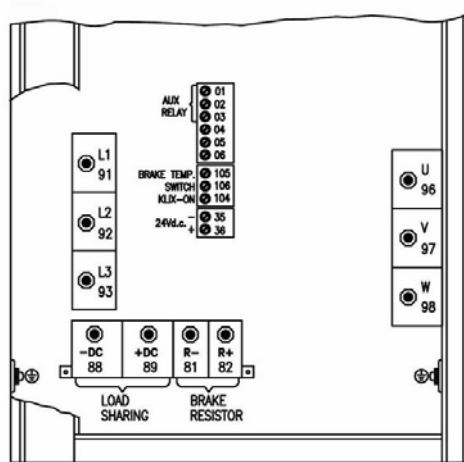 AUX
RELAY
01
02
03
04
05
06
BRAKE TEMP.
SWITCH
KLIX-ON
105
106
104
24Vd.c.
-
+
35
36
L1
91
L2
92
L3
93
U
96
V
97
W
98
-DC
88
+DC
89
R-
81
R+
82
LOAD
SHARING
BRAKE
RESISTOR